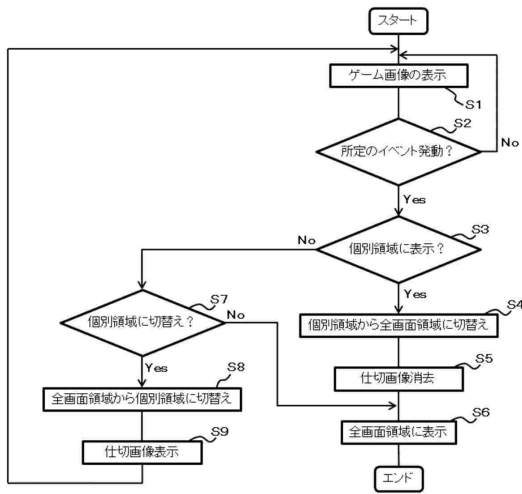 スタート
ゲーム画像の表示
S1
S2
所定のイベント発動？
No
Yes
S3
No
個別領域に表示？
Yes
S7
個別領域に切替え？
No
S4
個別領域から全画面領域に切替え
Yes
S8
全画面領域から個別領域に切替え
S5
仕切画像消去
S9
仕切画像表示
S6
全画面領域に表示
エンド